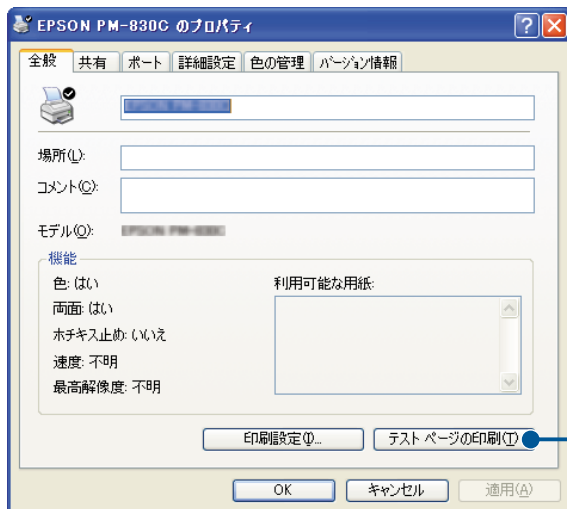 EPSON PM-830C のプロパティ
全般 共有 ポート 詳細設定 色の管理 バージョン情報
場所(L):
コメント(C):
モデル(O):
機能
色: はい
利用可能な用紙:
両面: はい
ホチキス止め: いいえ
速度: 不明
最高解像度: 不明
印刷設定(I)... テスト ページの印刷(T)
OK キャンセル 適用(A)